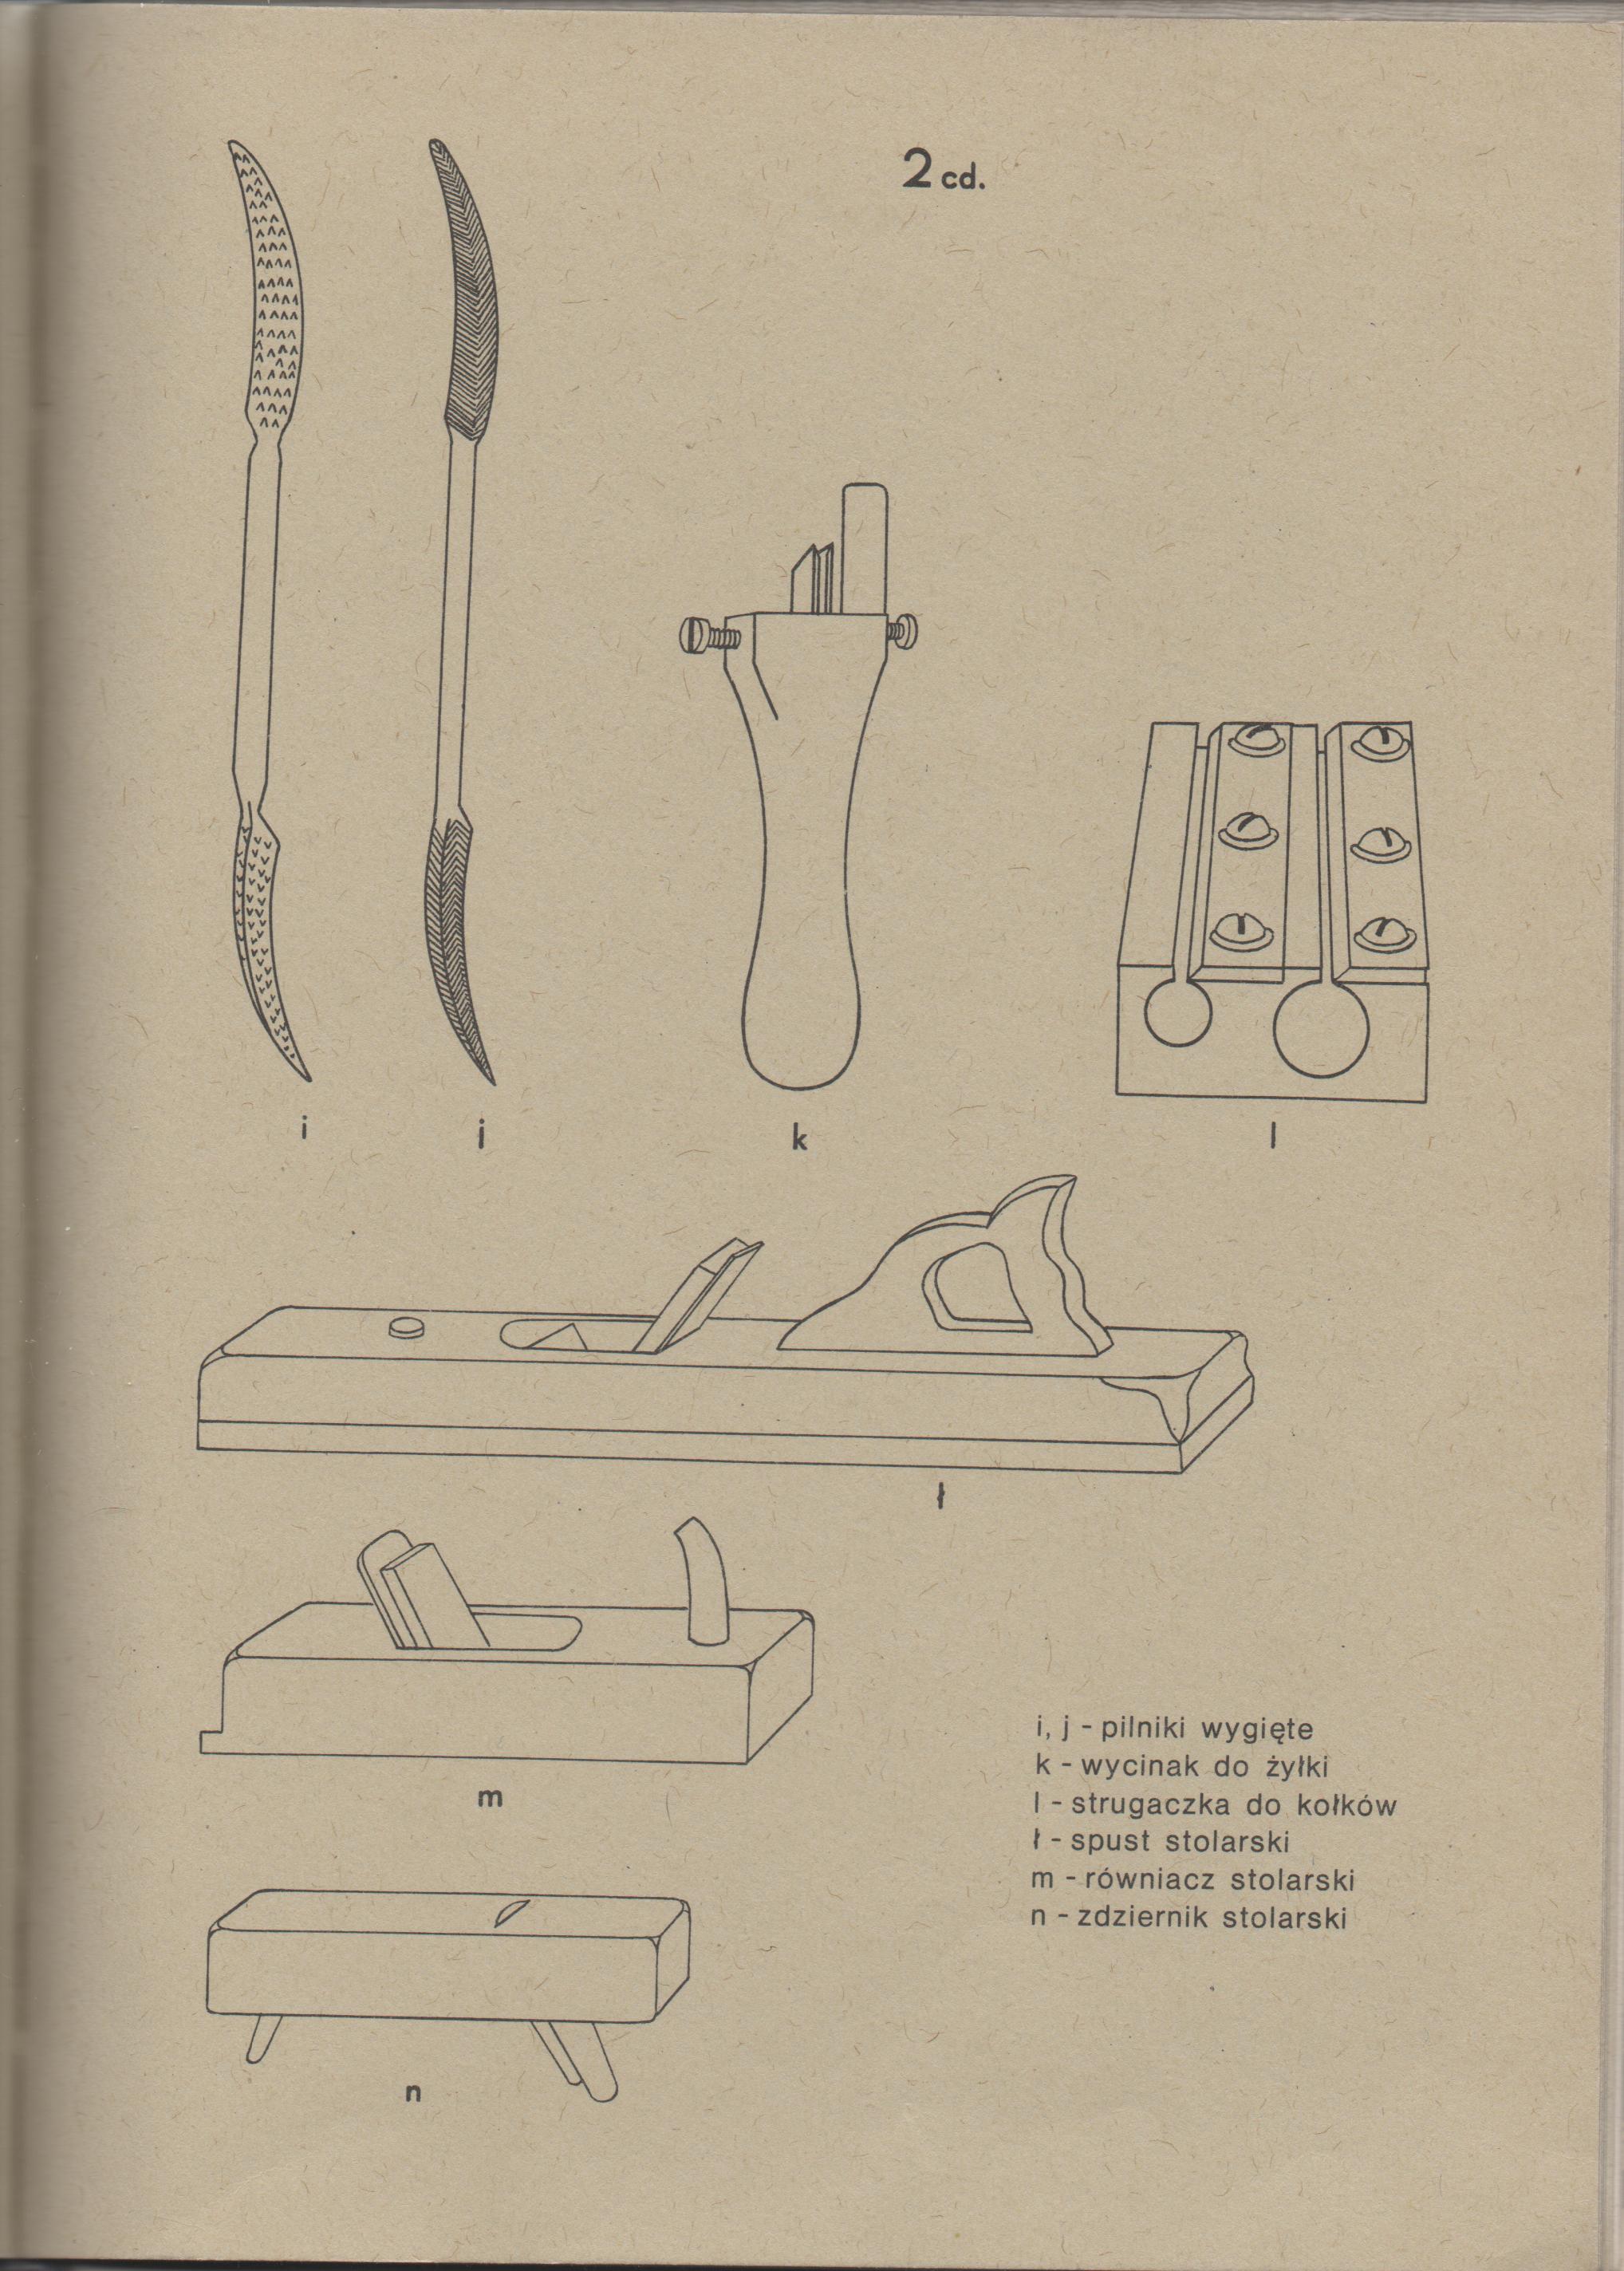 2 cd.
i
j
k
l
ł
m
n
i, j - pilniki wygięte
k - wycinak do żyłki
l - strugaczka do kołków
ł - spust stolarski
m - równiacz stolarski
n - zdziernik stolarski